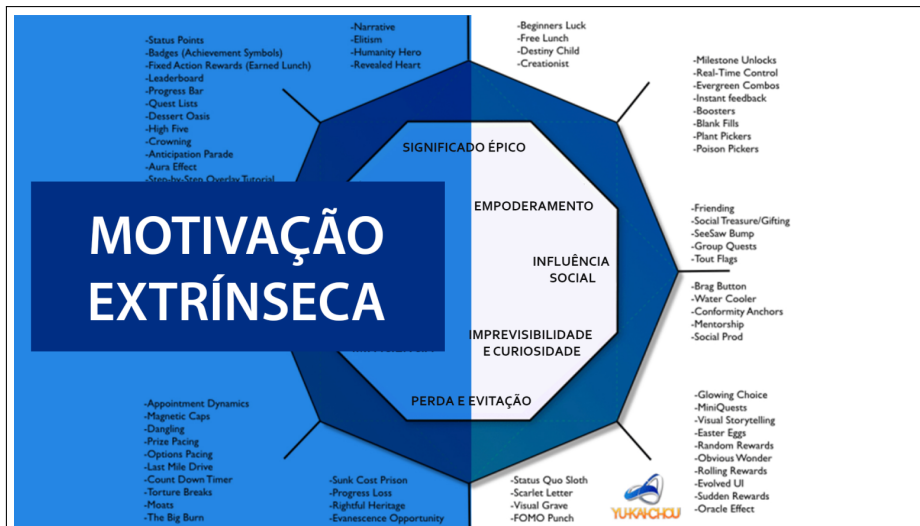 -Narrative
-Elitism
-Humanity Hero
-Revealed Heart
-Beginners Luck
-Free Lunch
-Destiny Child
-Creationist
-Status Points
-Badges (Achievement Symbols)
-Fixed Action Rewards (Earned Lunch)
-Leaderboard
-Progress Bar
-Quest Lists
-Dessert Oasis
-High Five
-Crowning
-Anticipation Parade
-Aura Effect
-Step-by-Step Overlay Tutorial
-Milestone Unlocks
-Real-Time Control
-Evergreen Combos
-Instant feedback
-Boosters
-Blank Fills
-Plant Pickers
-Poison Pickers
SIGNIFICADO ÉPICO
EMPODERAMENTO
INFLUÊNCIA
SOCIAL
IMPREVISIBILIDADE
E CURIOSIDADE
PERDA E EVITAÇÃO
MOTIVAÇÃO
EXTRÍNSECA
-Friending
-Social Treasure/Gifting
-SeeSaw Bump
-Group Quests
-Tout Flags
-Brag Button
-Water Cooler
-Conformity Anchors
-Mentorship
-Social Prod
-Appointment Dynamics
-Magnetic Caps
-Dangling
-Prize Pacing
-Options Pacing
-Last Mile Drive
-Count Down Timer
-Torture Breaks
-Moats
-The Big Burn
-Sunk Cost Prison
-Progress Loss
-Rightful Heritage
-Evanescence Opportunity
-Status Quo Sloth
-Scarlet Letter
-Visual Grave
-FOMO Punch
-Glowing Choice
-MiniQuests
-Visual Storytelling
-Easter Eggs
-Random Rewards
-Obvious Wonder
-Rolling Rewards
-Evolved UI
-Sudden Rewards
-Oracle Effect
YU-KAI-CHOU